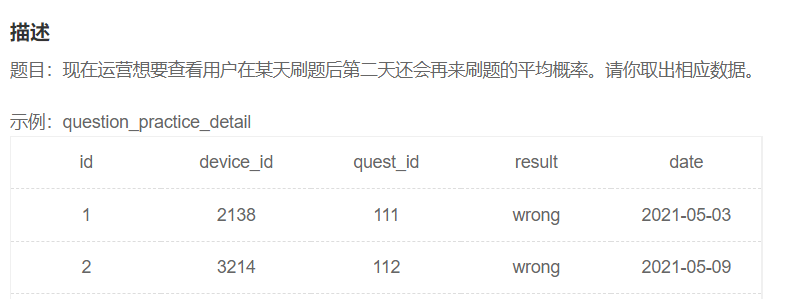 描述
题目：现在运营想要查看用户在某天刷题后第二天还会再来刷题的平均概率。请你取出相应数据。
示例：question_practice_detail
id device_id quest_id result date
1 2138 111 wrong 2021-05-03
2 3214 112 wrong 2021-05-09